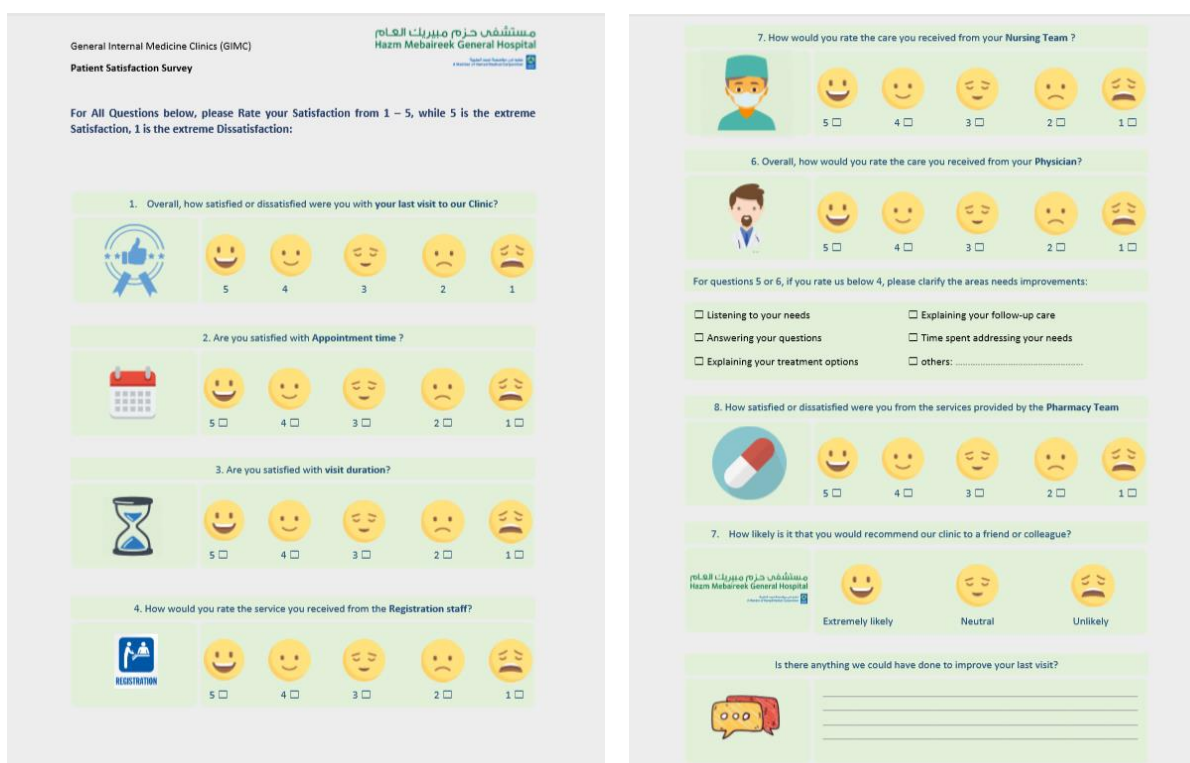 General Internal Medicine Clinics (GIMC)
Patient Satisfaction Survey
مستشفى حزم مبيريك العام
Hazm Mebaireek General Hospital
For All Questions below, please Rate your Satisfaction from 1 – 5, while 5 is the extreme
Satisfaction, 1 is the extreme Dissatisfaction:
1. Overall, how satisfied or dissatisfied were you with your last visit to our Clinic?
5 4 3 2 1
2. Are you satisfied with Appointment time ?
5 ☐ 4 ☐ 3 ☐ 2 ☐ 1 ☐
3. Are you satisfied with visit duration?
5 ☐ 4 ☐ 3 ☐ 2 ☐ 1 ☐
4. How would you rate the service you received from the Registration staff?
REGISTRATION
5 ☐ 4 ☐ 3 ☐ 2 ☐ 1 ☐
7. How would you rate the care you received from your Nursing Team ?
5 ☐ 4 ☐ 3 ☐ 2 ☐ 1 ☐
6. Overall, how would you rate the care you received from your Physician?
5 ☐ 4 ☐ 3 ☐ 2 ☐ 1 ☐
For questions 5 or 6, if you rate us below 4, please clarify the areas needs improvements:
☐ Listening to your needs ☐ Explaining your follow-up care
☐ Answering your questions ☐ Time spent addressing your needs
☐ Explaining your treatment options ☐ others: ..............................................
8. How satisfied or dissatisfied were you from the services provided by the Pharmacy Team
5 ☐ 4 ☐ 3 ☐ 2 ☐ 1 ☐
7. How likely is it that you would recommend our clinic to a friend or colleague?
مستشفى حزم مبيريك العام
Hazm Mebaireek General Hospital
Extremely likely Neutral Unlikely
Is there anything we could have done to improve your last visit?